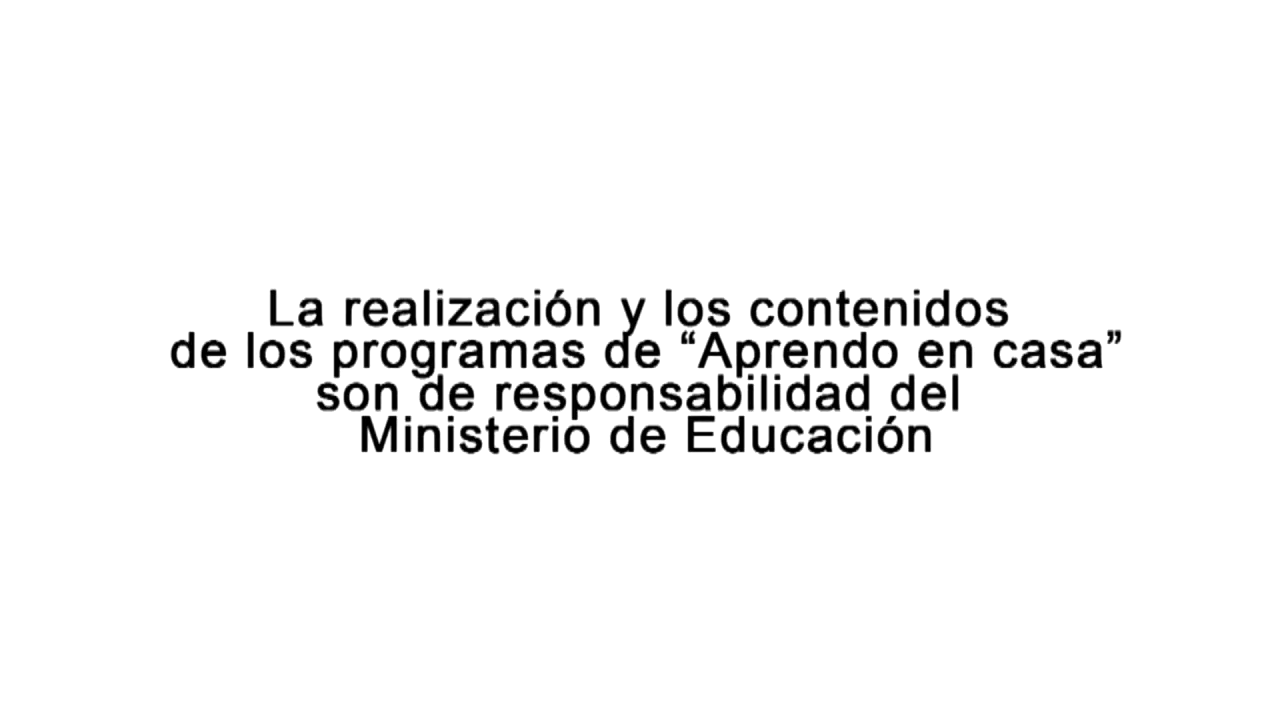 La realización y los contenidos
de los programas de “Aprendo en casa”
son de responsabilidad del
Ministerio de Educación